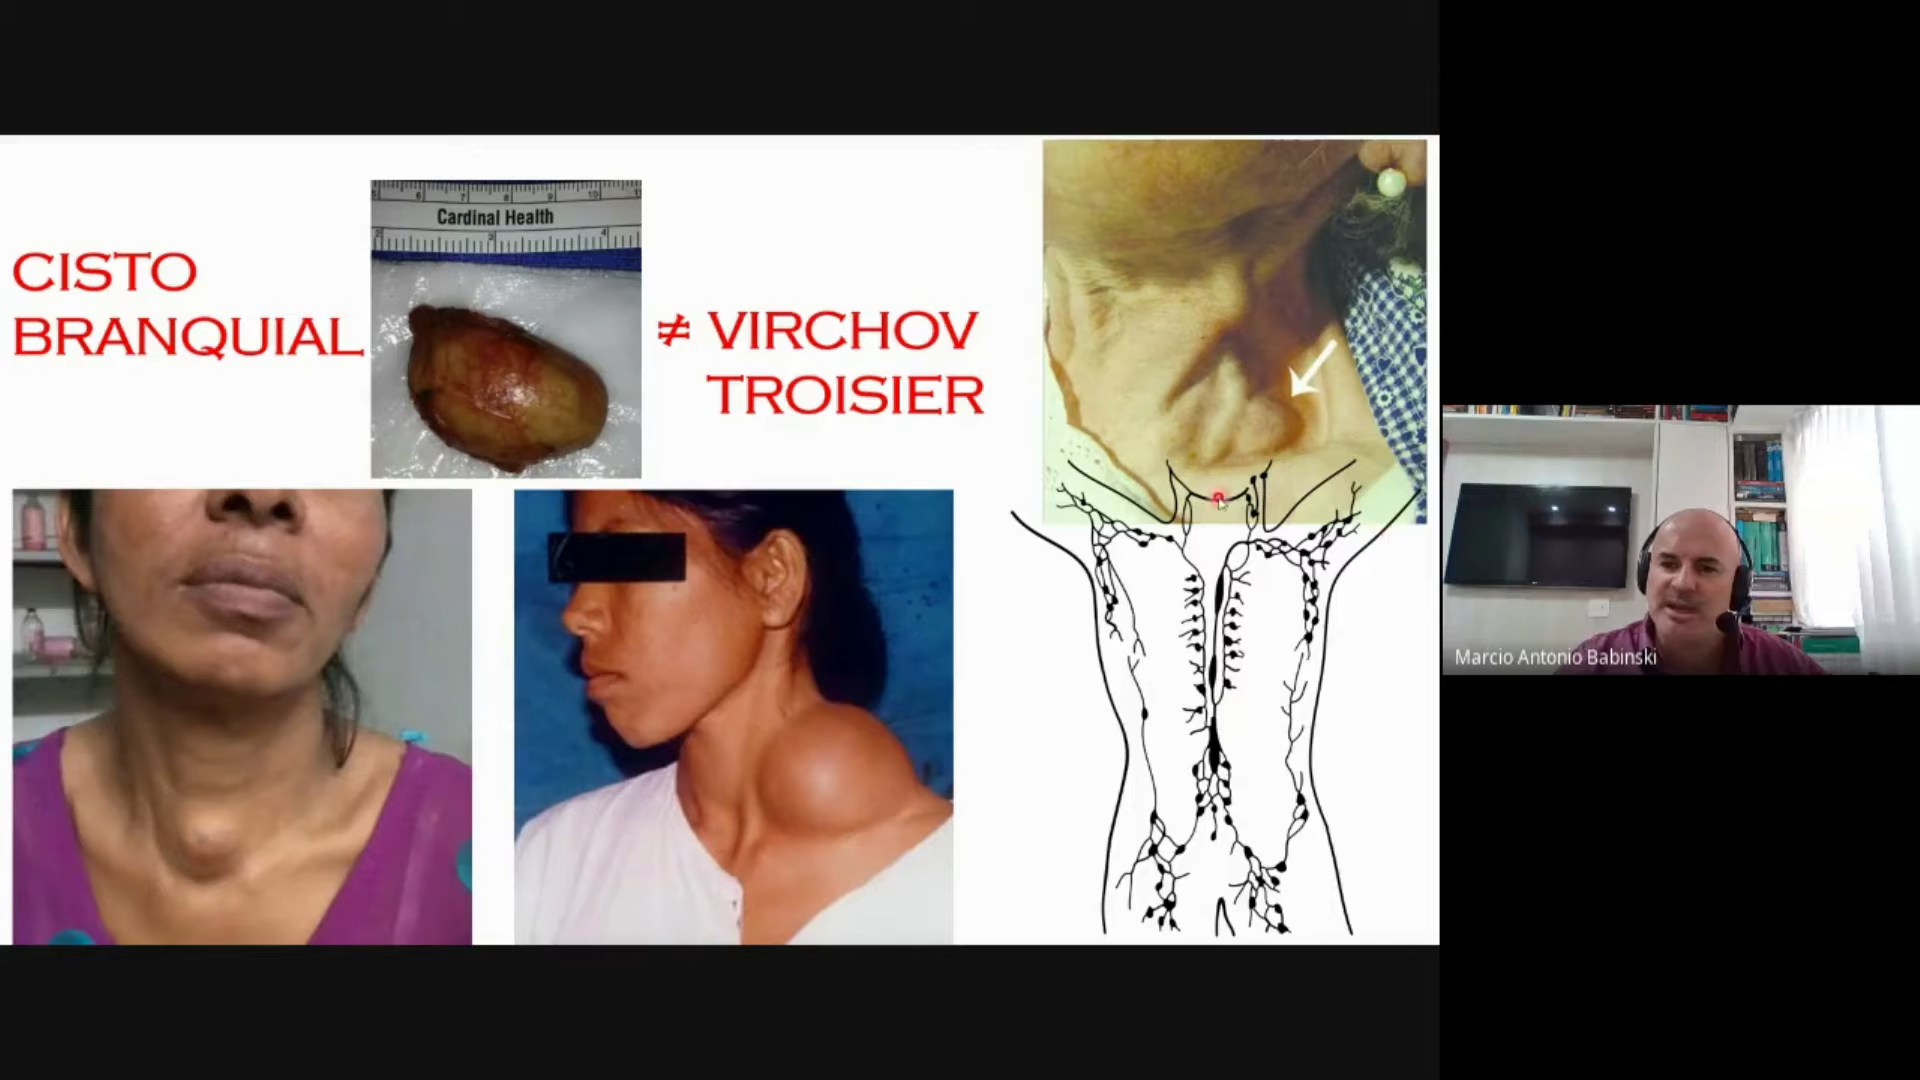 CISTO
BRANQUIAL
Cardinal Health
≠ VIRCHOV
TROISIER
Marcio Antonio Babinski